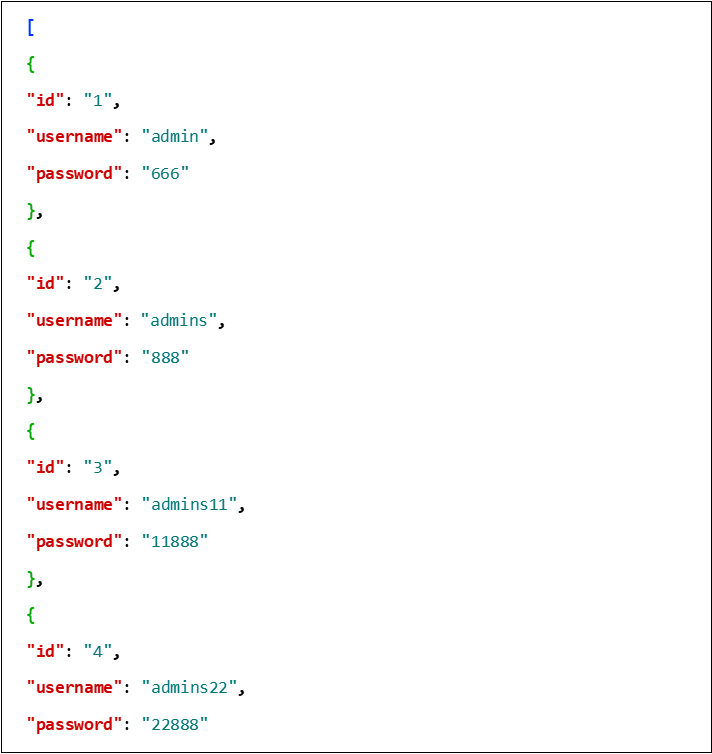 [
{
"id": "1",
"username": "admin",
"password": "666"
},
{
"id": "2",
"username": "admins",
"password": "888"
},
{
"id": "3",
"username": "admins11",
"password": "11888"
},
{
"id": "4",
"username": "admins22",
"password": "22888"